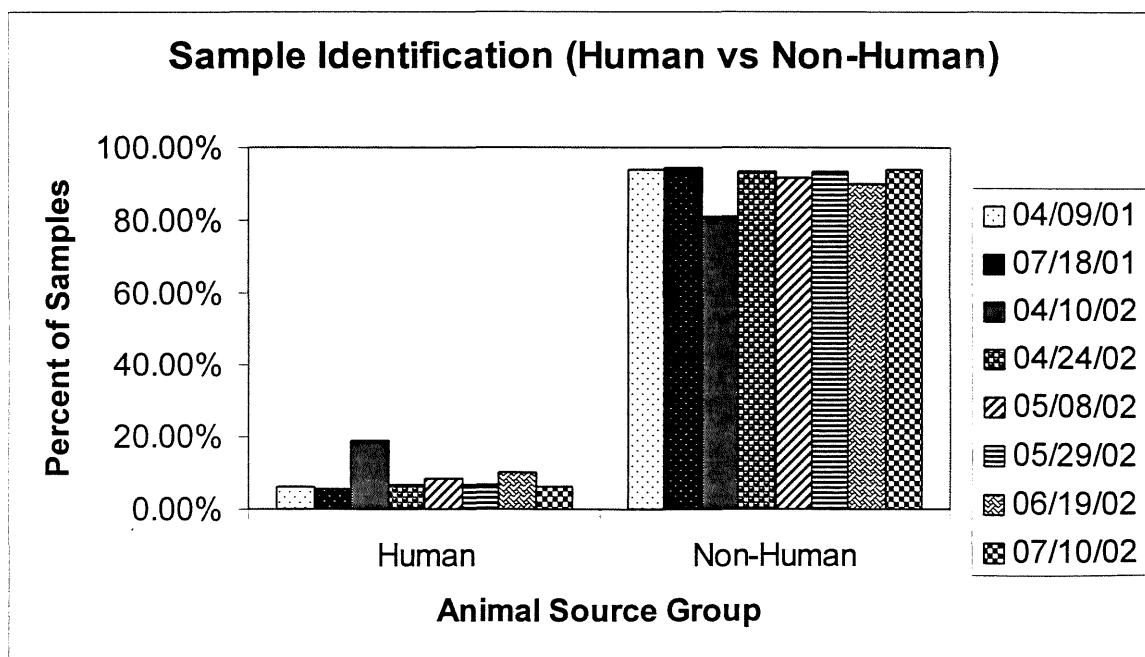 Sample Identification (Human vs Non-Human)
100.00%
80.00%
60.00%
40.00%
20.00%
0.00%
Percent of Samples
Human
Non-Human
Animal Source Group
04/09/01
07/18/01
04/10/02
04/24/02
05/08/02
05/29/02
06/19/02
07/10/02